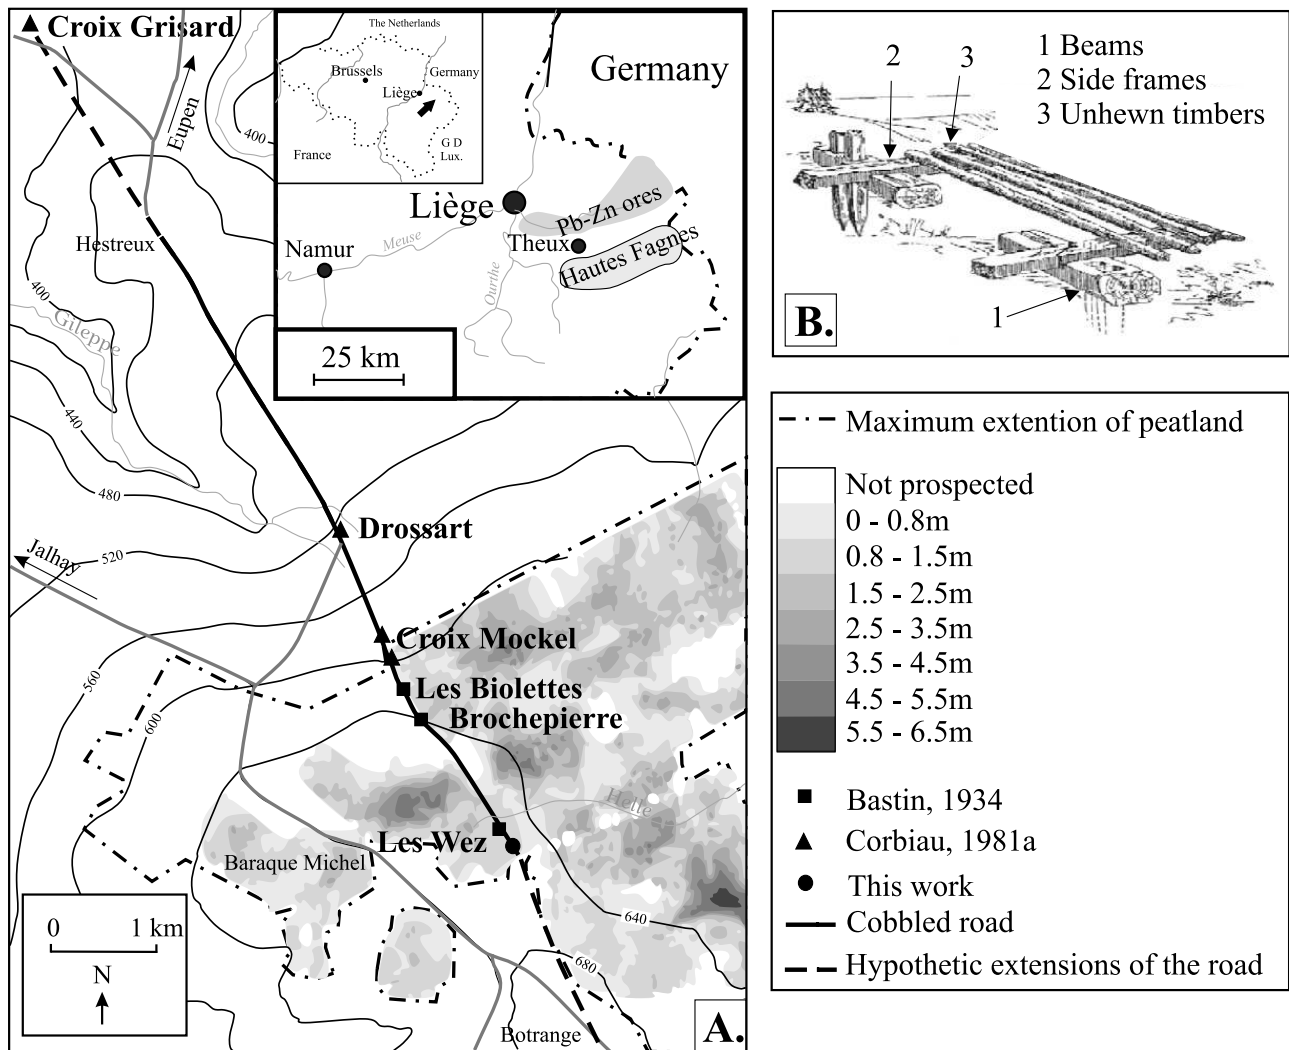 Croix Grisard
Eupen
400
Hestreux
400
Gileppe
440
480
Jalhay
520
560
600
Drossart
Croix Mockel
Les Biolettes
Brochepierre
Helle
Les Wez
Baraque Michel
640
680
Botrange
0 1 km
N
A.
The Netherlands
Brussels
Germany
Liège
France
G D
Lux.
Germany
Liège
Pb-Zn ores
Theux
Namur
Meuse
Hautes Fagnes
Ourthe
25 km
2 3
1 Beams
2 Side frames
3 Unhewn timbers
1
B.
Maximum extention of peatland
Not prospected
0 - 0.8m
0.8 - 1.5m
1.5 - 2.5m
2.5 - 3.5m
3.5 - 4.5m
4.5 - 5.5m
5.5 - 6.5m
Bastin, 1934
Corbiau, 1981a
This work
Cobbled road
Hypothetic extensions of the road